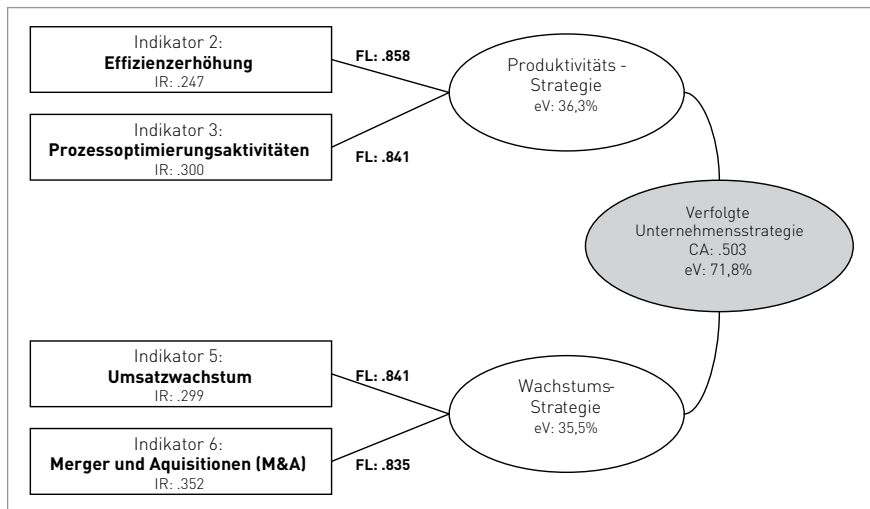 Indikator 2:
Effizienzerhöhung
IR: .247
FL: .858
Indikator 3:
Prozessoptimierungsaktivitäten
IR: .300
FL: .841
Produktivitäts -
Strategie
eV: 36,3%
Verfolgte
Unternehmensstrategie
CA: .503
eV: 71,8%
Indikator 5:
Umsatzwachstum
IR: .299
FL: .841
Indikator 6:
Merger und Aquisitionen (M&A)
IR: .352
FL: .835
Wachstums-
Strategie
eV: 35,5%